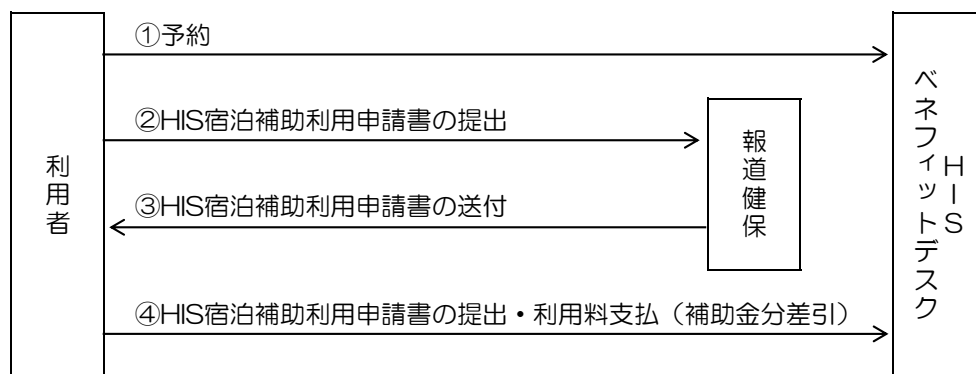 ①予約
②HIS宿泊補助利用申請書の提出
③HIS宿泊補助利用申請書の送付
④HIS宿泊補助利用申請書の提出・利用料支払(補助金分差引)
利用者
報道健保
HIS
ベネフィットデスク